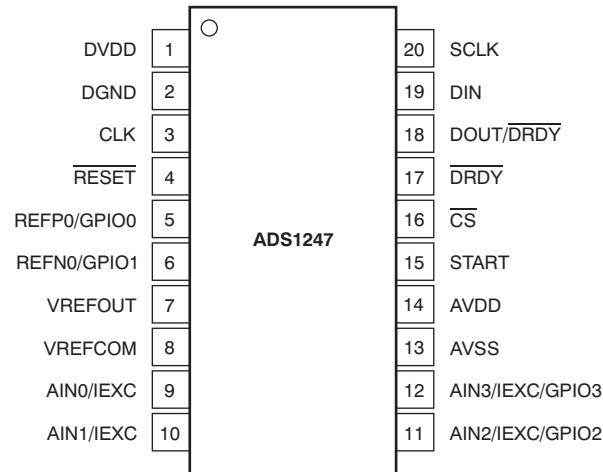 DVDD 1 20 SCLK
DGND 2 19 DIN
CLK 3 18 DOUT/DRDY
RESET 4 17 DRDY
REFP0/GPIO0 5 16 CS
REFN0/GPIO1 6 ADS1247 15 START
VREFOUT 7 14 AVDD
VREFCOM 8 13 AVSS
AIN0/IEXC 9 12 AIN3/IEXC/GPIO3
AIN1/IEXC 10 11 AIN2/IEXC/GPIO2